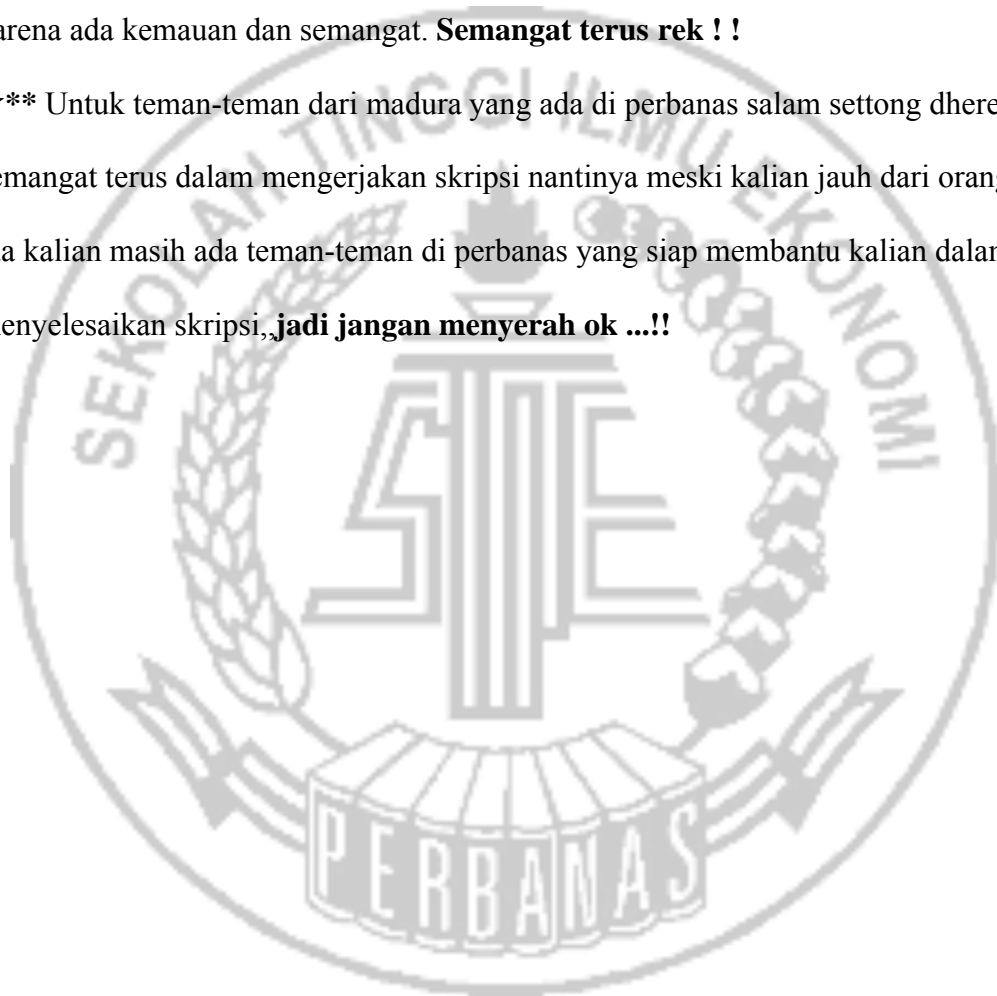 arena ada kemauan dan semangat. Semangat terus rek ! !
*** Untuk teman-teman dari madura yang ada di perbanas salam settong dhere
emangat terus dalam mengerjakan skripsi nantinya meski kalian jauh dari orang
ua kalian masih ada teman-teman di perbanas yang siap membantu kalian dalam
enyelesaikan skripsi,,jadi jangan menyerah ok ...!!
SEKOLAH TINGGI ILMU EKONOMI
STIE
PERBANAS